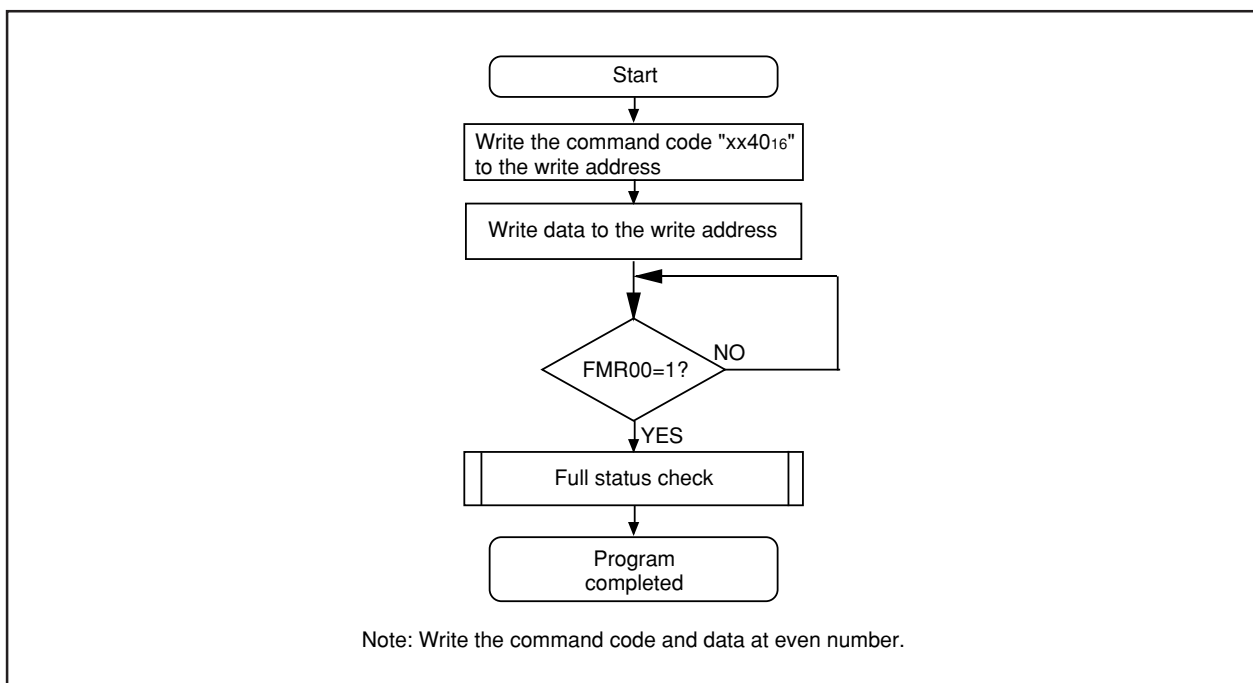 Start
Write the command code "xx4016"
to the write address
Write data to the write address
FMR00=1?
NO
YES
Full status check
Program
completed
Note: Write the command code and data at even number.